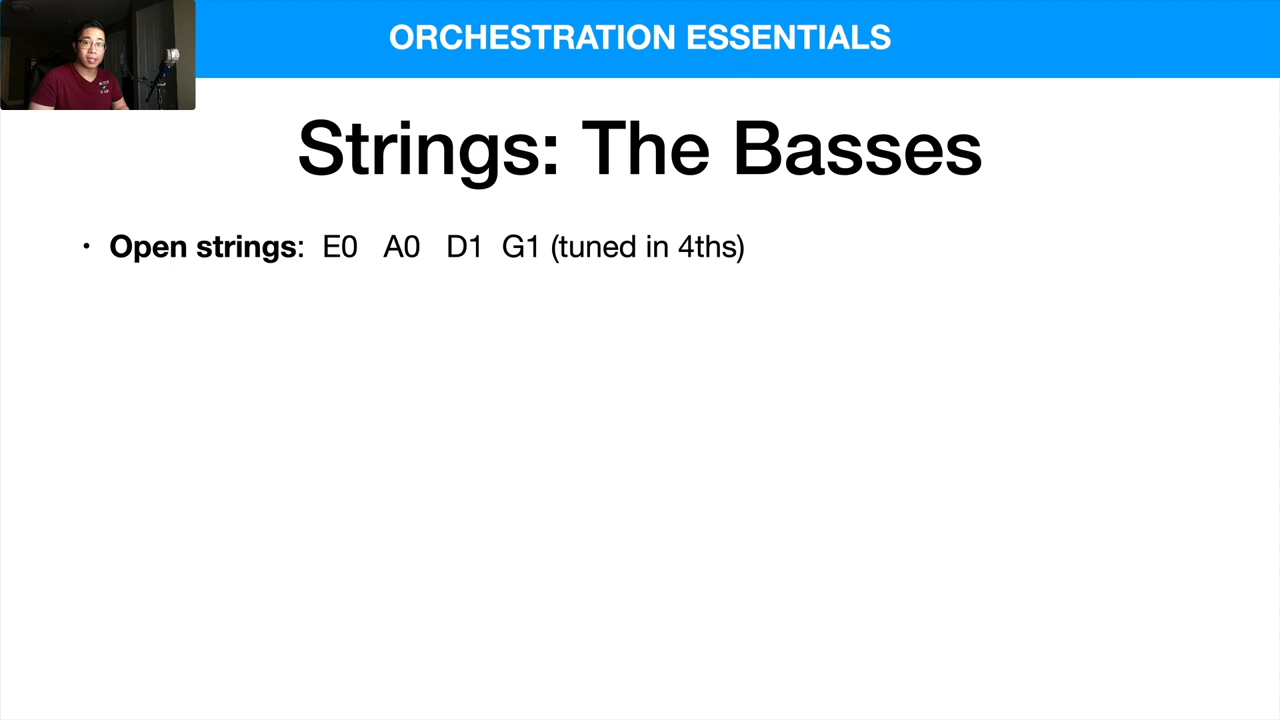 ORCHESTRATION ESSENTIALS
Strings: The Basses
• Open strings: E0 A0 D1 G1 (tuned in 4ths)